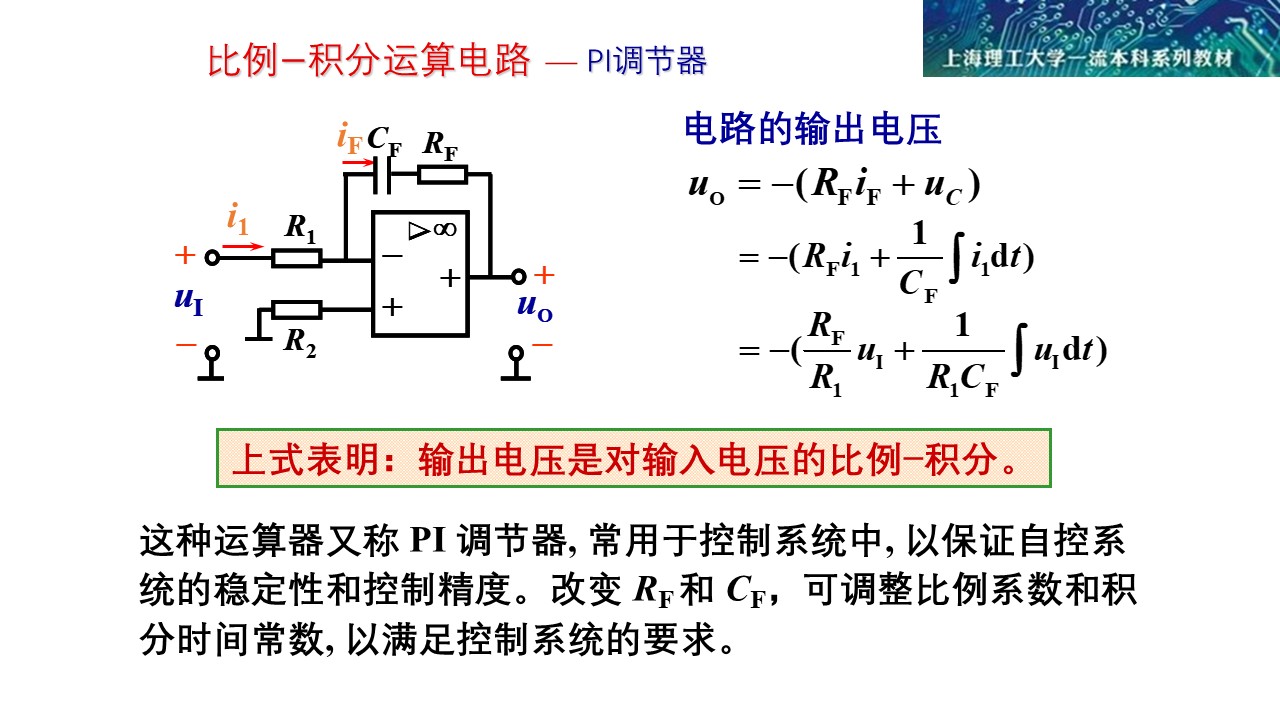 比例–积分运算电路 — PI调节器
上海理工大学一流本科系列教材
电路的输出电压
iF CF RF
i1 R1
+ uI −
R2
▷∞
− + +
+ uO −
uO = −(RF iF + uC)
= −(RF i1 + 1/CF ∫ i1 dt)
= −(RF/R1 uI + 1/(R1CF) ∫ uI dt)
上式表明：输出电压是对输入电压的比例–积分。
这种运算器又称 PI 调节器, 常用于控制系统中, 以保证自控系
统的稳定性和控制精度。改变 RF 和 CF，可调整比例系数和积
分时间常数, 以满足控制系统的要求。